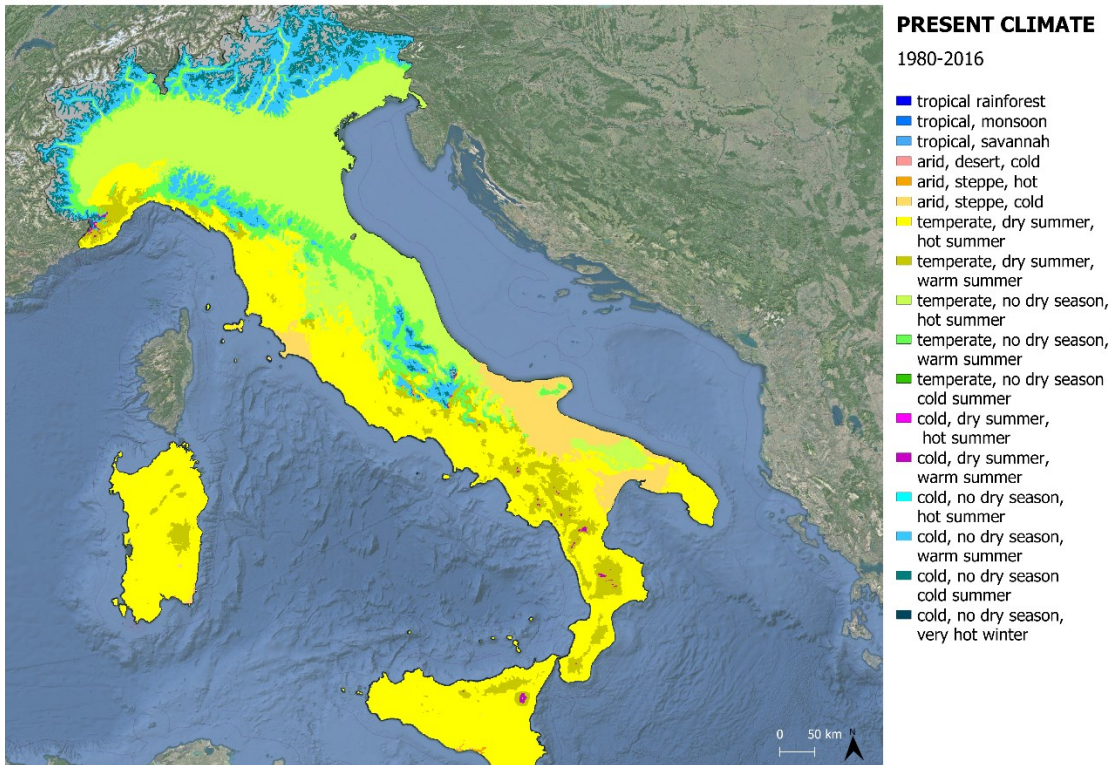 PRESENT CLIMATE
1980-2016
tropical rainforest
tropical, monsoon
tropical, savannah
arid, desert, cold
arid, steppe, hot
arid, steppe, cold
temperate, dry summer,
hot summer
temperate, dry summer,
warm summer
temperate, no dry season,
hot summer
temperate, no dry season,
warm summer
temperate, no dry season
cold summer
cold, dry summer,
hot summer
cold, dry summer,
warm summer
cold, no dry season,
hot summer
cold, no dry season,
warm summer
cold, no dry season
cold summer
cold, no dry season,
very hot winter
0 50 km N